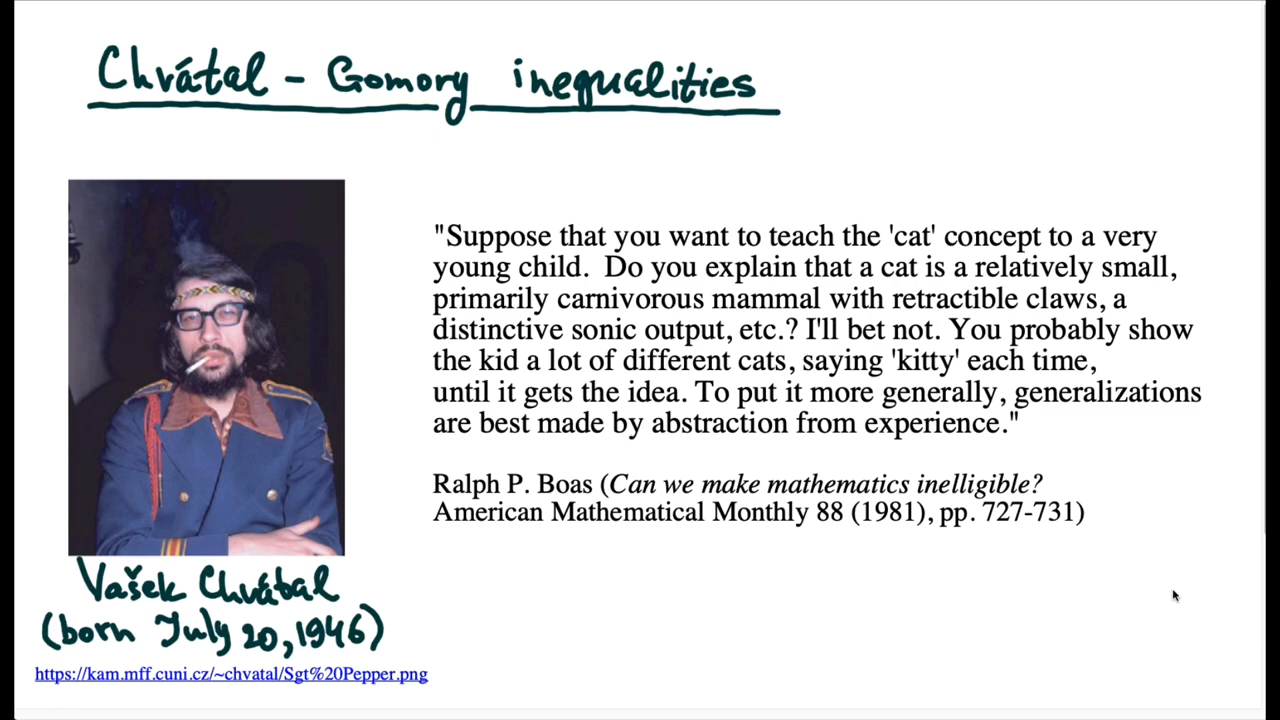 Chvátal - Gomory inequalities
"Suppose that you want to teach the 'cat' concept to a very
young child.  Do you explain that a cat is a relatively small,
primarily carnivorous mammal with retractible claws, a
distinctive sonic output, etc.? I'll bet not. You probably show
the kid a lot of different cats, saying 'kitty' each time,
until it gets the idea. To put it more generally, generalizations
are best made by abstraction from experience."
Ralph P. Boas (Can we make mathematics inelligible?
American Mathematical Monthly 88 (1981), pp. 727-731)
Vašek Chvátal
(born July 20, 1946)
https://kam.mff.cuni.cz/~chvatal/Sgt%20Pepper.png